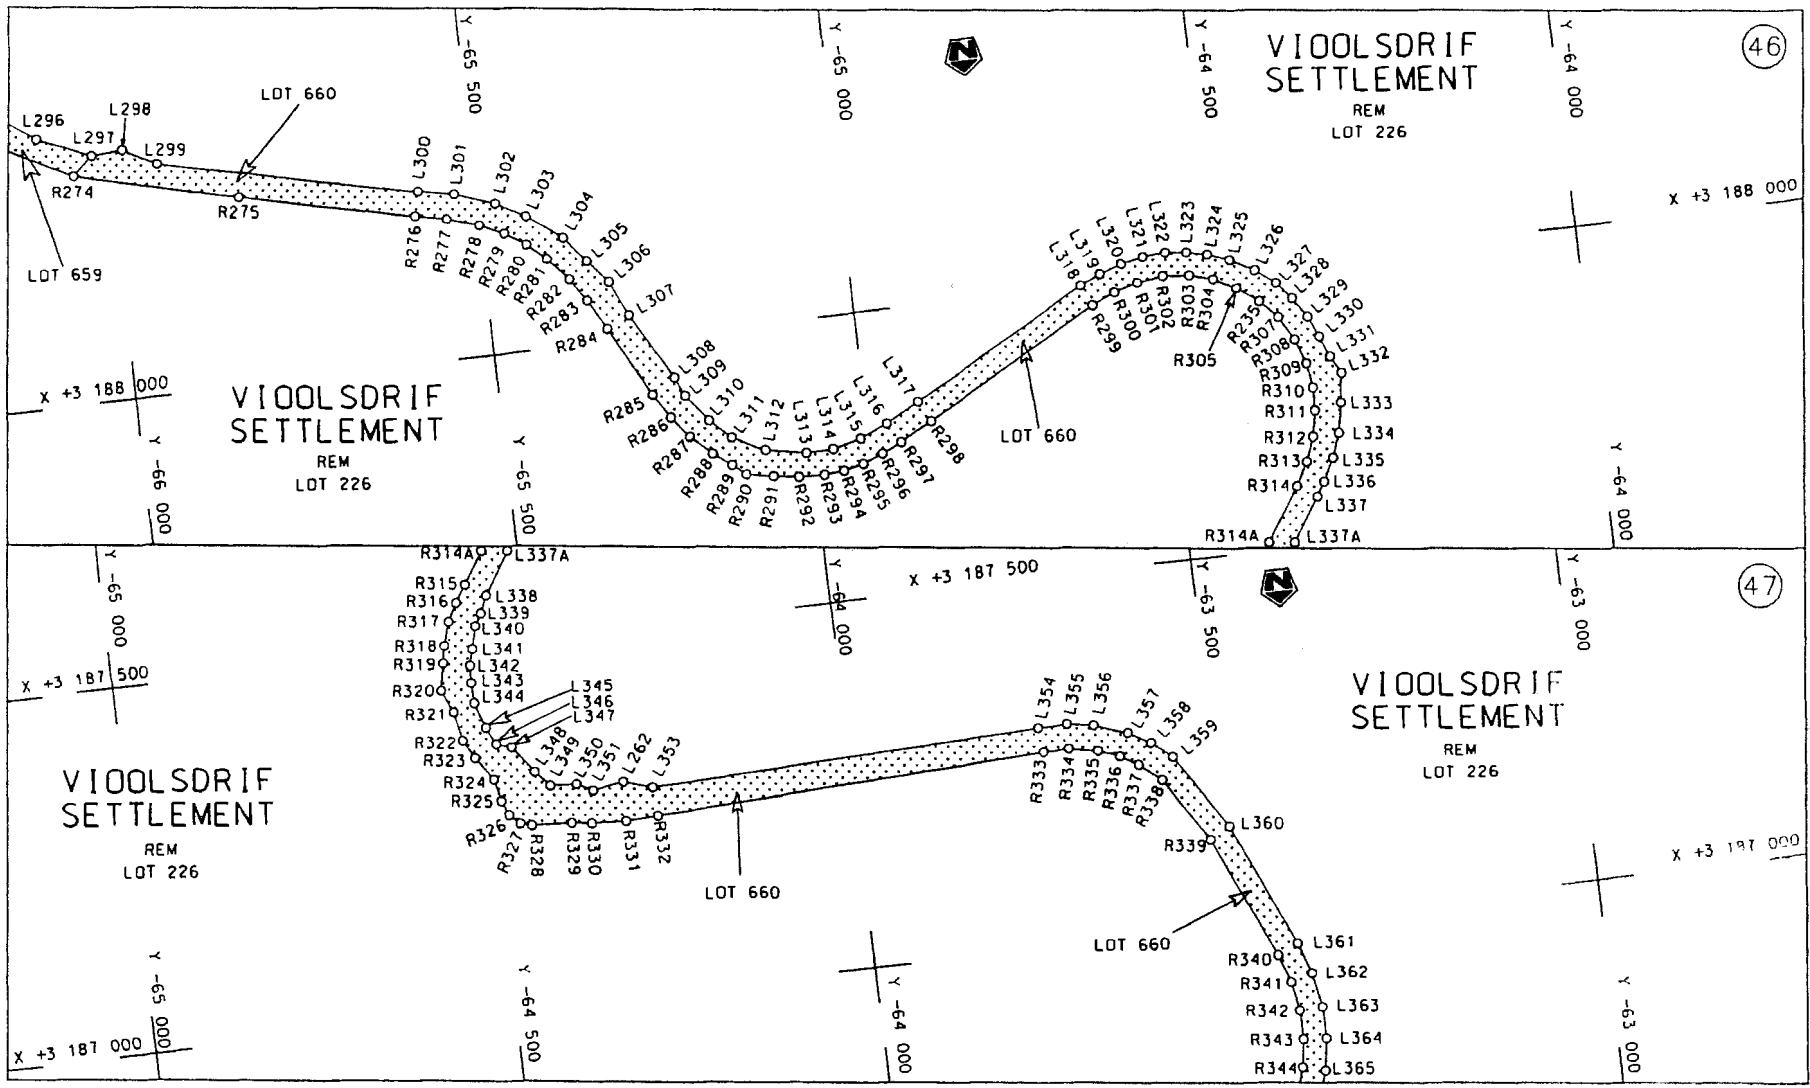 Y -65 500
Y -65 000
N
Y -64 500
VIOOLSDRIF
SETTLEMENT
REM
LOT 226
Y -64 000
46
L296
L297
L298
L299
LOT 660
R274
R275
LOT 659
L300
L301
L302
L303
L304
L305
L306
L307
R276
R277
R278
R279
R280
R281
R282
R283
R284
L308
L309
L310
L311
L312
L313
L314
L315
L316
L317
R285
R286
R287
R288
R289
R290
R291
R292
R293
R294
R295
R296
R297
R298
LOT 660
L318
L319
L320
L321
L322
L323
L324
L325
L326
L327
L328
L329
L330
L331
L332
L333
L334
L335
L336
L337
L337A
R299
R300
R301
R302
R303
R304
R305
R235
R307
R308
R309
R310
R311
R312
R313
R314
R314A
X +3 188 000
X +3 188 000
VIOOLSDRIF
SETTLEMENT
REM
LOT 226
Y -66 000
Y -65 500
Y -64 000
Y -65 000
R314A
L337A
R315
R316
R317
R318
R319
R320
R321
R322
R323
R324
R325
R326
R327
R328
R329
R330
R331
R332
L338
L339
L340
L341
L342
L343
L344
L345
L346
L347
L348
L349
L350
L351
L262
L353
Y -64 000
X +3 187 500
Y -63 500
N
Y -63 000
47
X +3 187 500
VIOOLSDRIF
SETTLEMENT
REM
LOT 226
LOT 660
L354
L355
L356
L357
L358
L359
R333
R334
R335
R336
R337
R338
R339
L360
LOT 660
L361
L362
L363
L364
L365
R340
R341
R342
R343
R344
VIOOLSDRIF
SETTLEMENT
REM
LOT 226
X +3 187 000
X +3 187 000
Y -65 000
Y -64 500
Y -64 000
Y -63 000